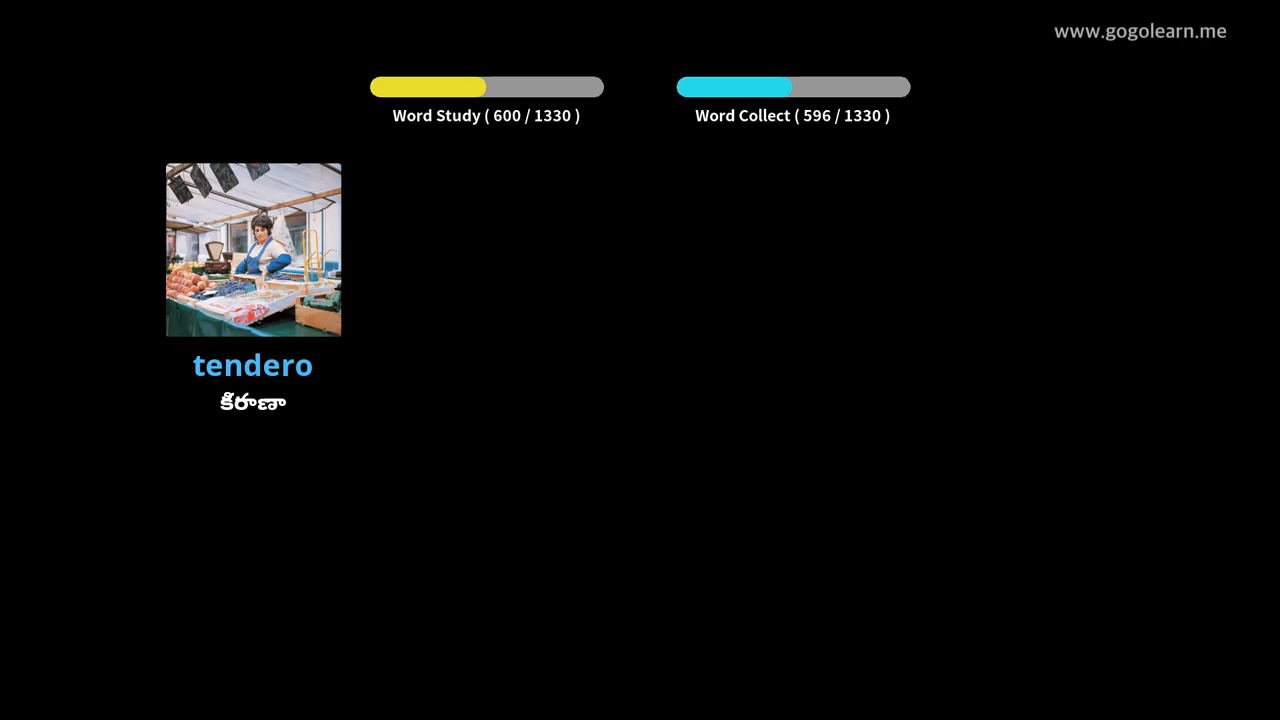 www.gogolearn.me
Word Study ( 600 / 1330 )
Word Collect ( 596 / 1330 )
tendero
కిరాణా